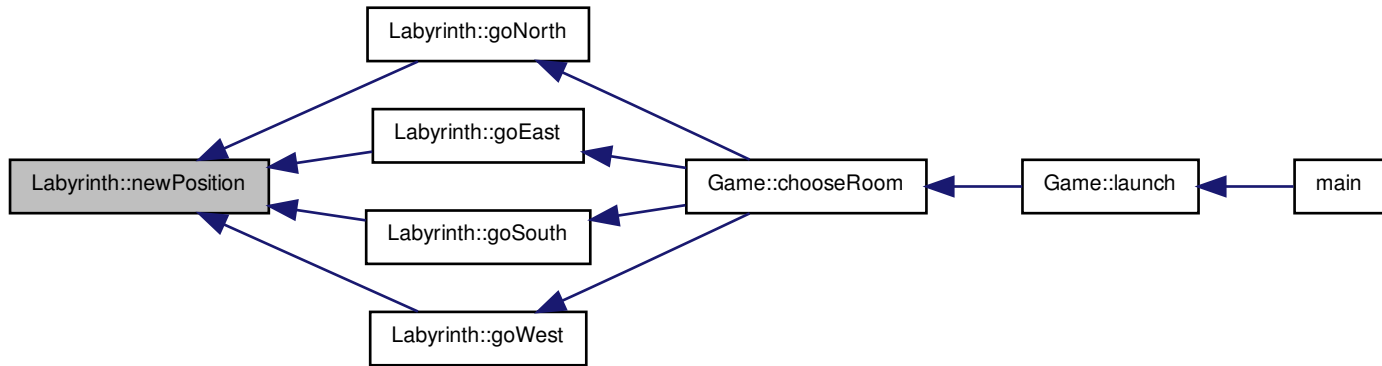 Labyrinth::goNorth
Labyrinth::goEast
Labyrinth::newPosition
Game::chooseRoom
Game::launch
main
Labyrinth::goSouth
Labyrinth::goWest